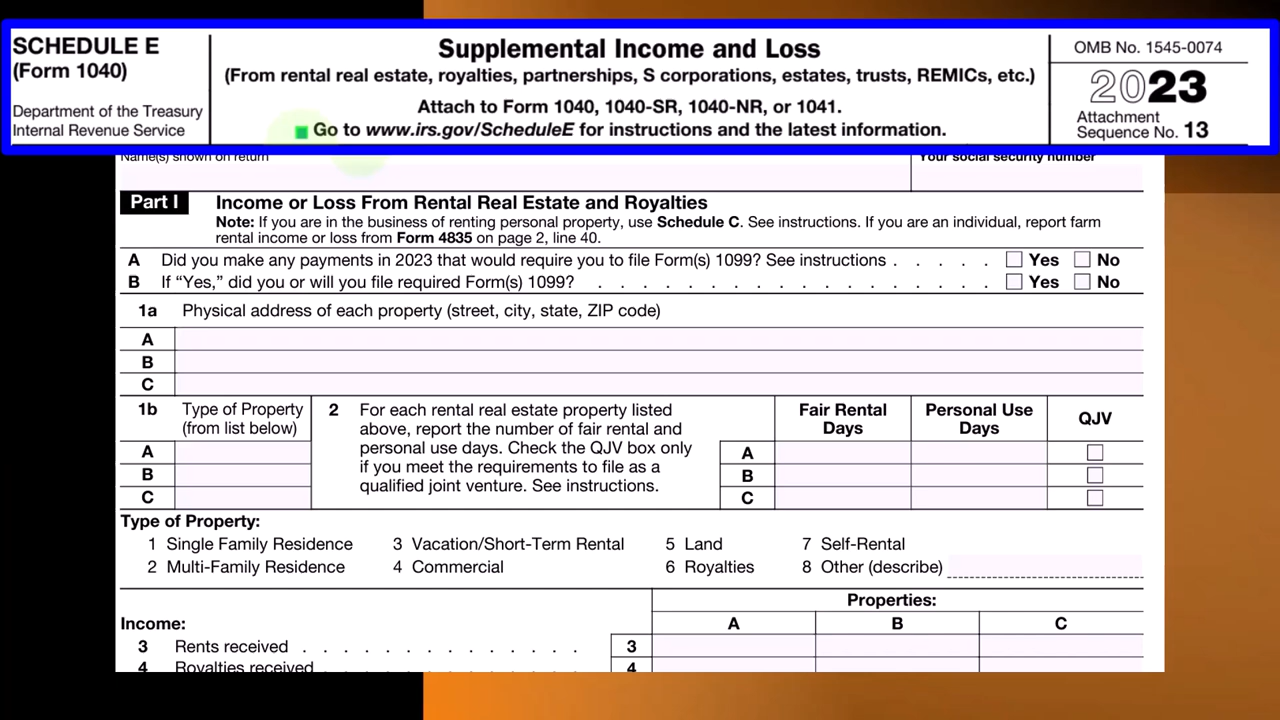 SCHEDULE E
(Form 1040)
Department of the Treasury
Internal Revenue Service
Supplemental Income and Loss
(From rental real estate, royalties, partnerships, S corporations, estates, trusts, REMICs, etc.)
Attach to Form 1040, 1040-SR, 1040-NR, or 1041.
Go to www.irs.gov/ScheduleE for instructions and the latest information.
OMB No. 1545-0074
2023
Attachment
Sequence No. 13
Name(s) shown on return
Your social security number
Part I Income or Loss From Rental Real Estate and Royalties
Note: If you are in the business of renting personal property, use Schedule C. See instructions. If you are an individual, report farm
rental income or loss from Form 4835 on page 2, line 40.
A Did you make any payments in 2023 that would require you to file Form(s) 1099? See instructions . . . . . Yes No
B If “Yes,” did you or will you file required Form(s) 1099? . . . . . . . . . . . . . . . . . . Yes No
1a Physical address of each property (street, city, state, ZIP code)
A
B
C
1b Type of Property
(from list below)
A
B
C
2 For each rental real estate property listed
above, report the number of fair rental and
personal use days. Check the QJV box only
if you meet the requirements to file as a
qualified joint venture. See instructions.
Fair Rental
Days
Personal Use
Days
QJV
A
B
C
Type of Property:
1 Single Family Residence 3 Vacation/Short-Term Rental 5 Land 7 Self-Rental
2 Multi-Family Residence 4 Commercial 6 Royalties 8 Other (describe)
Properties:
Income: A B C
3 Rents received . . . . . . . . . . . . . 3
4 Royalties received . . . . . . . . . . . . 4